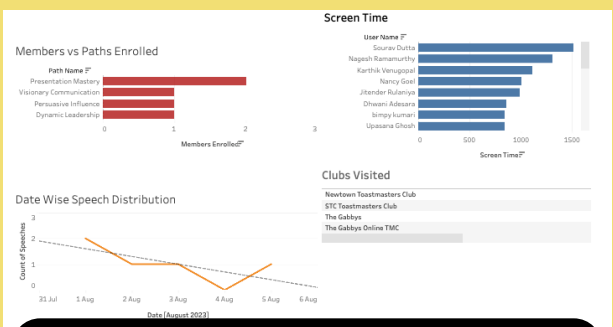 Screen Time
User Name
Sourav Dutta
Nagesh Ramamurthy
Karthik Venugopal
Nancy Goel
Jitender Rulaniya
Dhwani Adesara
bimpy kumari
Upasana Ghosh
0 500 1000 1500
Screen Time
Members vs Paths Enrolled
Path Name
Presentation Mastery
Visionary Communication
Persuasive Influence
Dynamic Leadership
0 1 2 3
Members Enrolled
Clubs Visited
Newtown Toastmasters Club
STC Toastmasters Club
The Gabbys
The Gabbys Online TMC
Date Wise Speech Distribution
Count of Speeches
3
2
1
0
31 Jul 1 Aug 2 Aug 3 Aug 4 Aug 5 Aug 6 Aug
Date [August 2023]